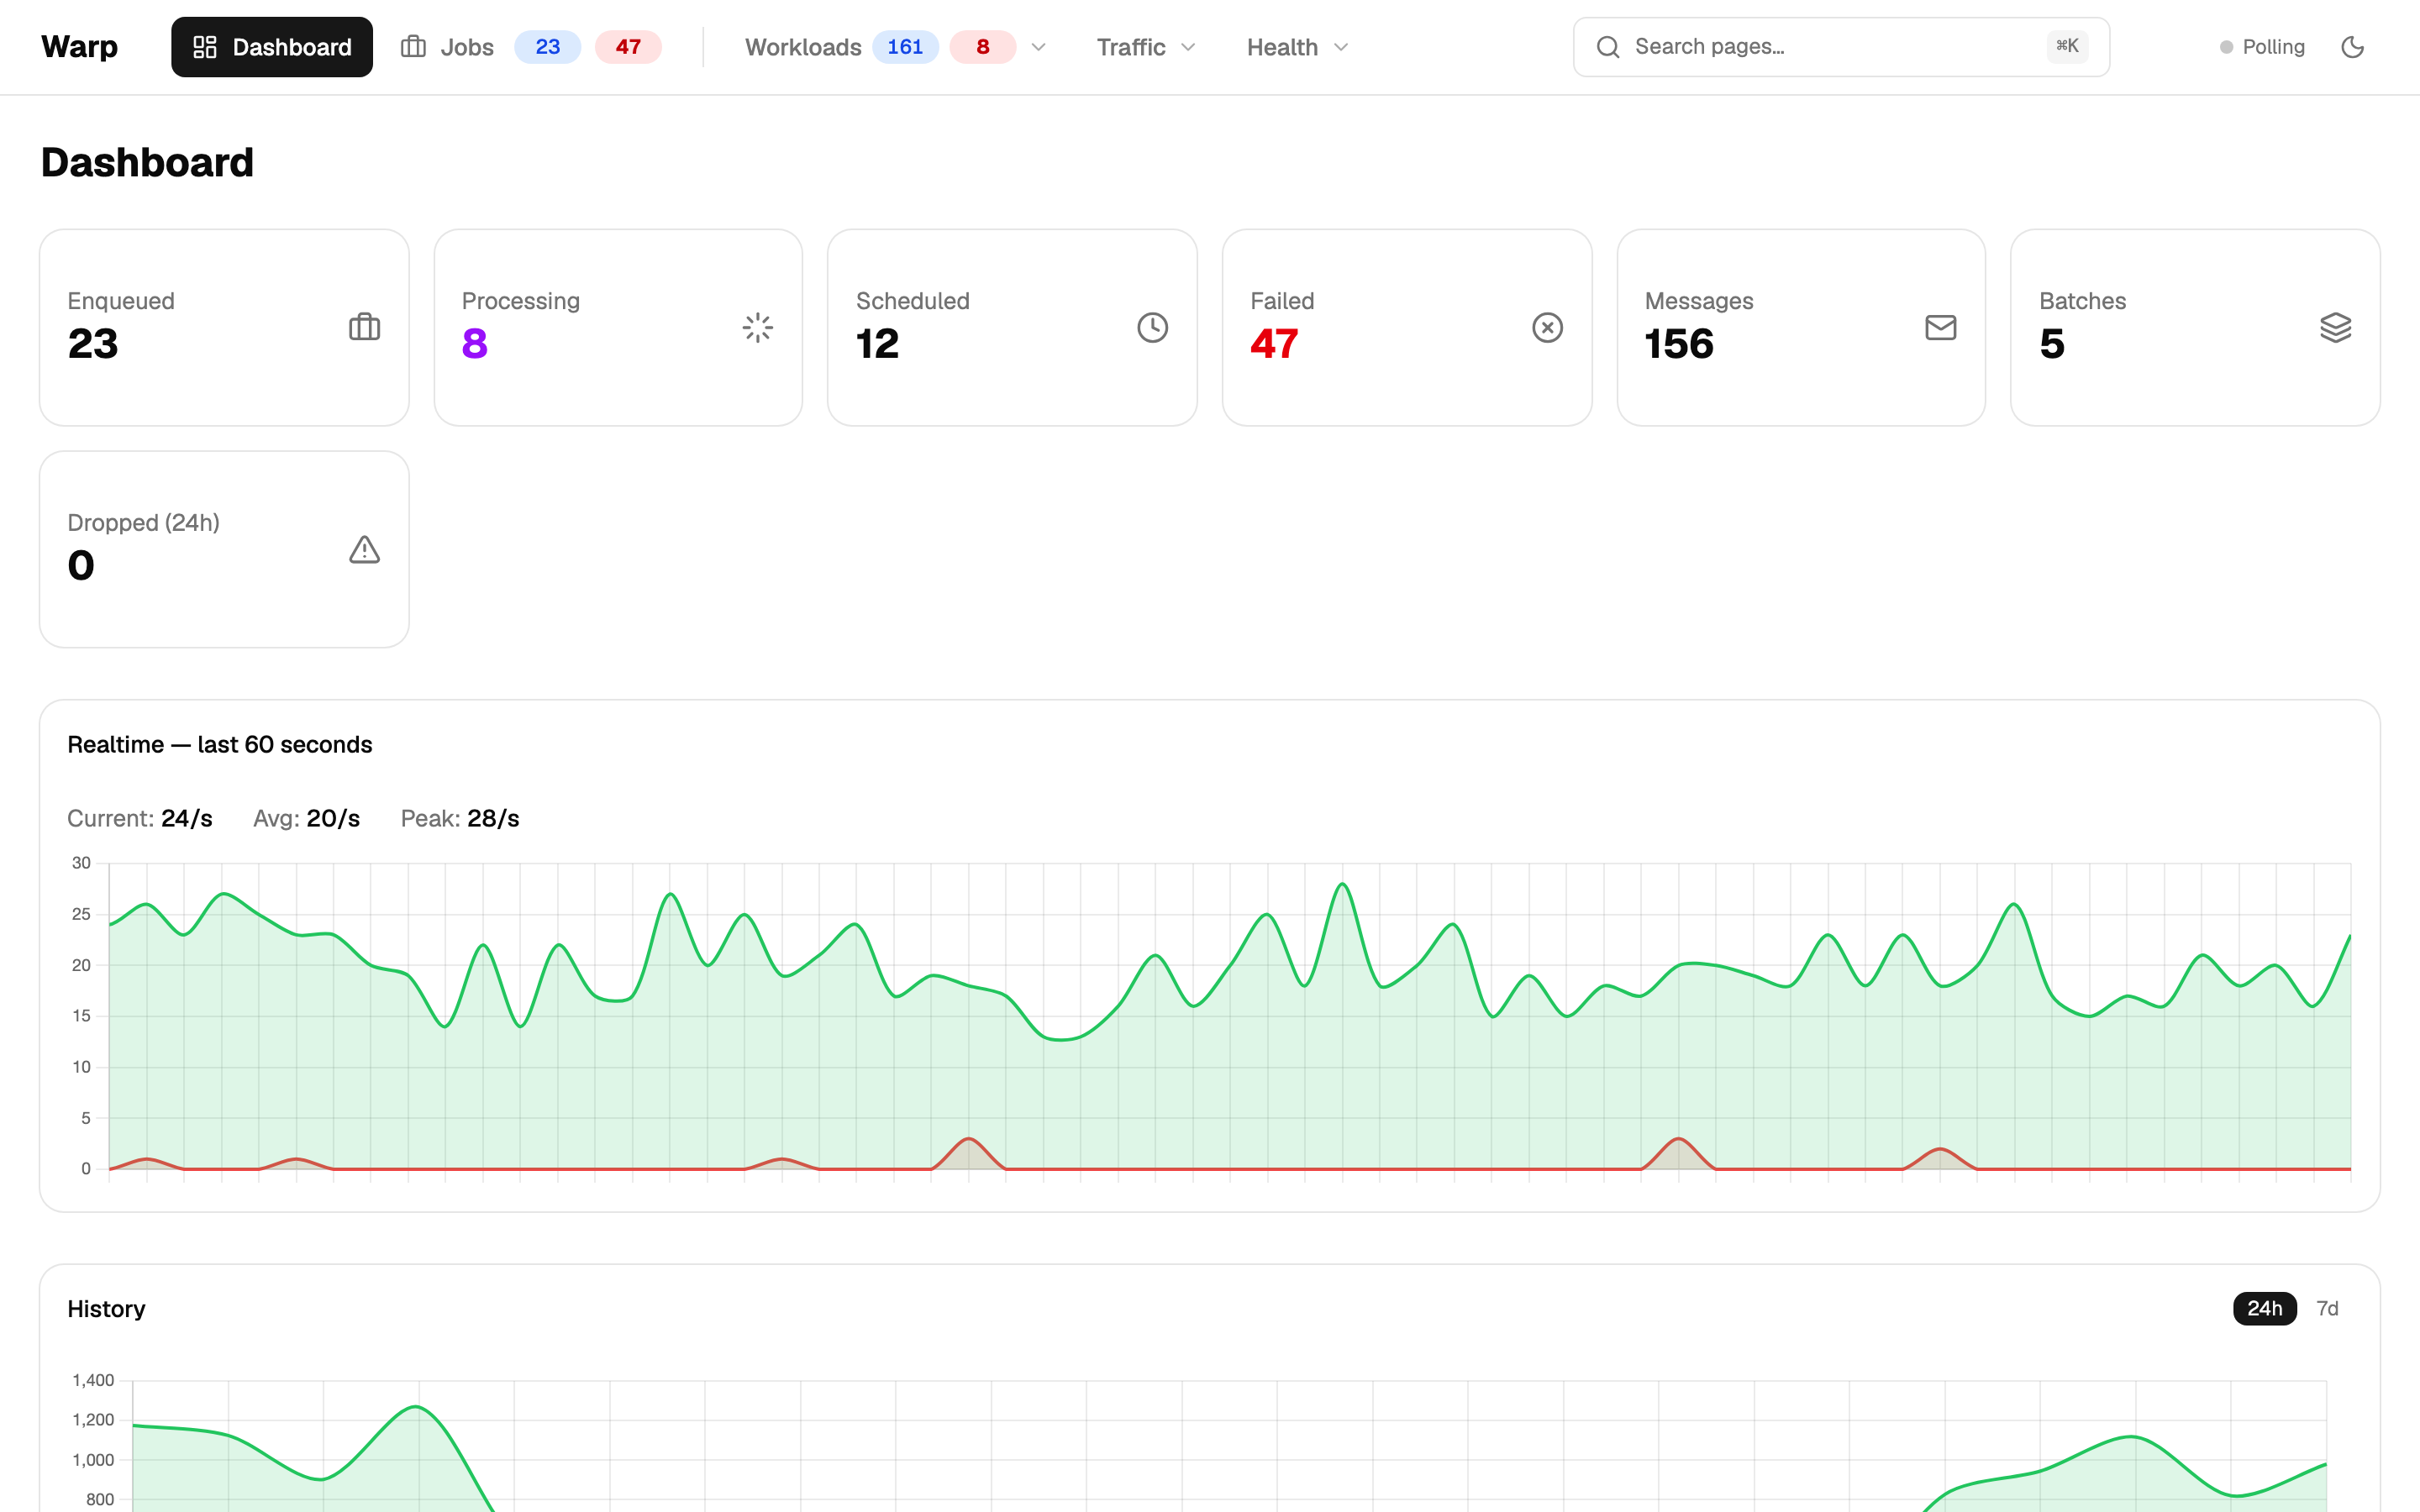 Warp
Dashboard
Jobs 23 47
Workloads 161 8
Traffic
Health
Search pages... ⌘K
Polling
Dashboard
Enqueued
23
Processing
8
Scheduled
12
Failed
47
Messages
156
Batches
5
Dropped (24h)
0
Realtime — last 60 seconds
Current: 24/s Avg: 20/s Peak: 28/s
30
25
20
15
10
5
0
History
24h 7d
1,400
1,200
1,000
800